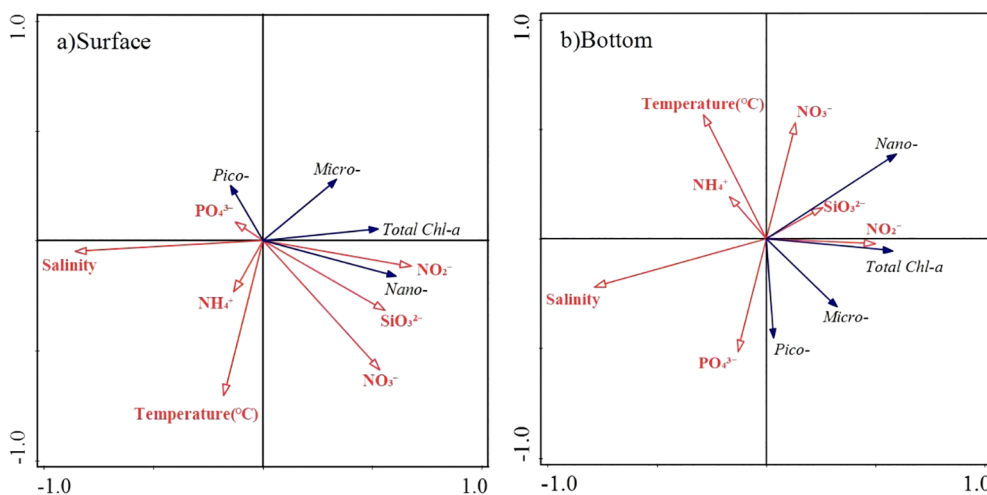 a)Surface
1.0
-1.0
-1.0
1.0
Pico-
Micro-
PO₄³⁻
Total Chl-a
Salinity
NO₂⁻
Nano-
NH₄⁺
SiO₃²⁻
NO₃⁻
Temperature(°C)
b)Bottom
1.0
-1.0
-1.0
1.0
Temperature(°C)
NO₃⁻
Nano-
NH₄⁺
SiO₃²⁻
NO₂⁻
Total Chl-a
Salinity
Micro-
Pico-
PO₄³⁻